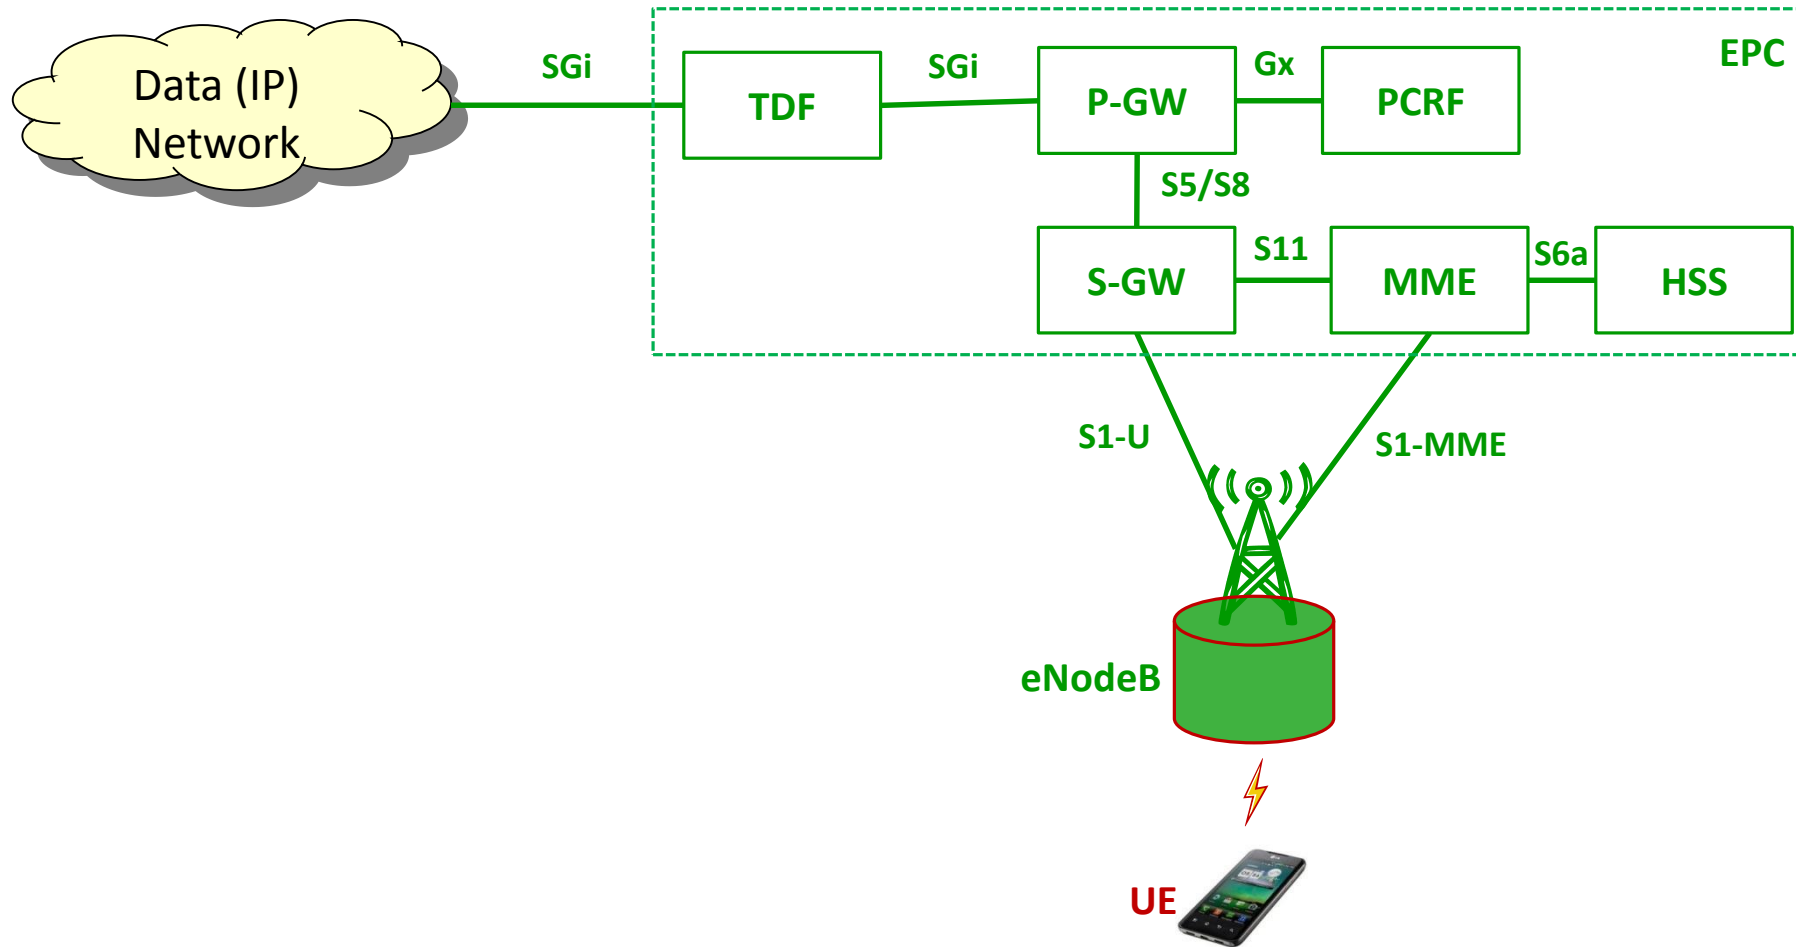 EPC
Data (IP)
Network
SGi
TDF
SGi
P-GW
Gx
PCRF
S5/S8
S-GW
S11
MME
S6a
HSS
S1-U
S1-MME
eNodeB
UE